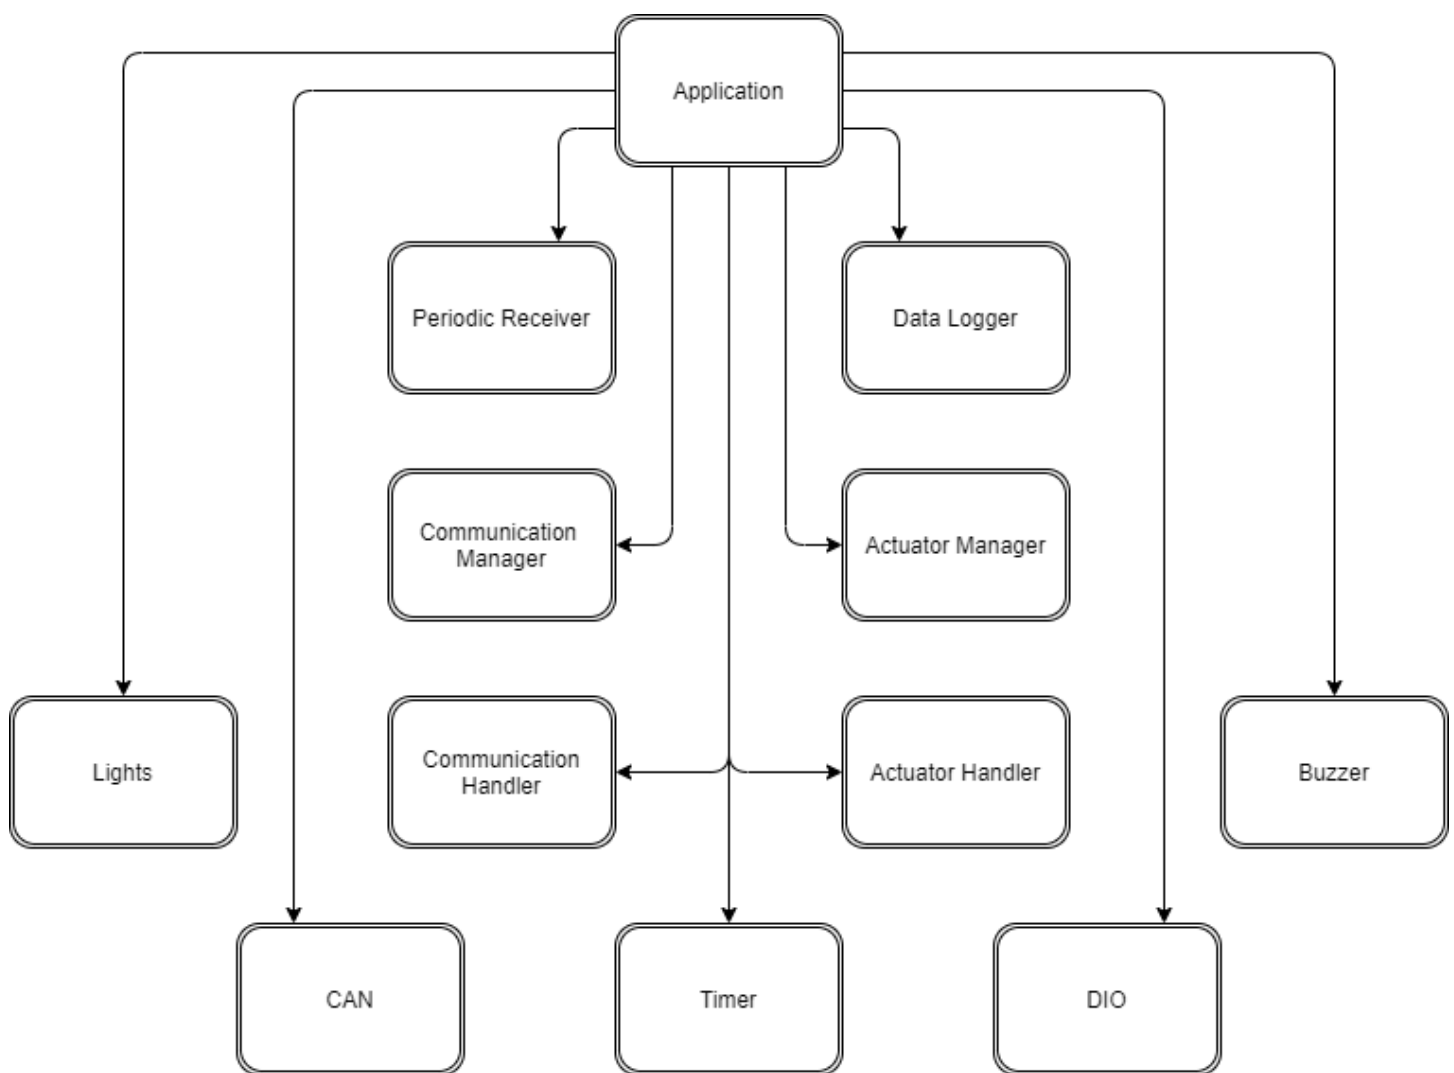 Application
Periodic Receiver
Data Logger
Communication
Manager
Actuator Manager
Lights
Communication
Handler
Actuator Handler
Buzzer
CAN
Timer
DIO